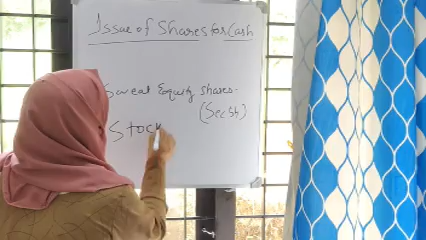 Issue of Shares for Cash
Sweat Equity shares.
(Sec 54)
Stock